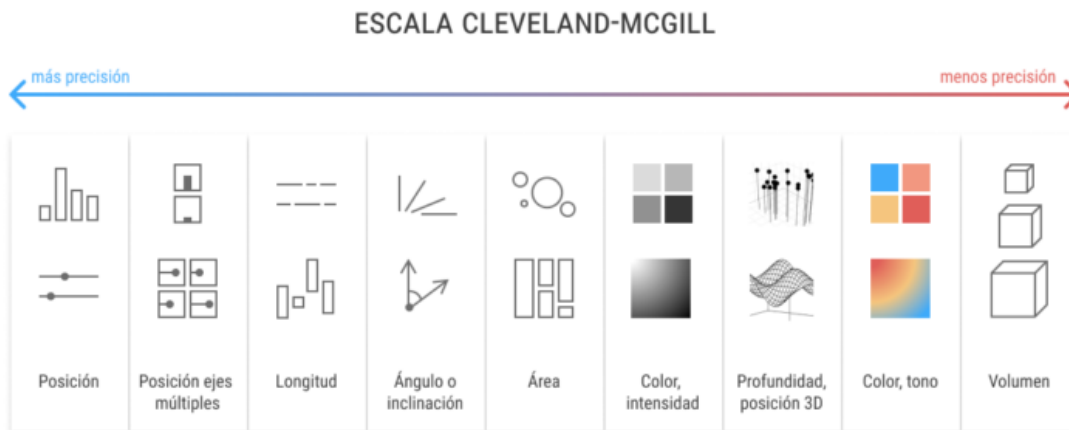 ESCALA CLEVELAND-MCGILL
más precisión
menos precisión
Posición
Posición ejes
múltiples
Longitud
Ángulo o
inclinación
Área
Color,
intensidad
Profundidad,
posición 3D
Color, tono
Volumen